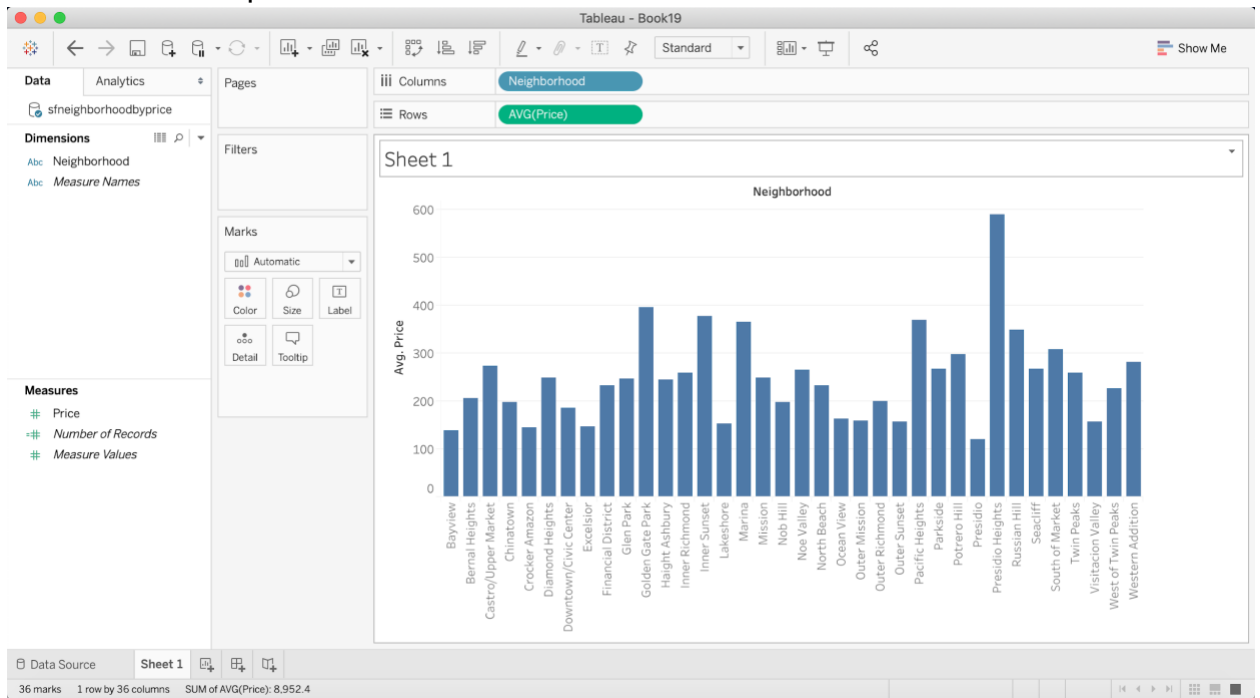 Tableau - Book19
Standard
Show Me
Data
Analytics
sfneighborhoodbyprice
Dimensions
Abc Neighborhood
Abc Measure Names
Measures
# Price
=# Number of Records
# Measure Values
Pages
Filters
Marks
Automatic
Color Size Label
Detail Tooltip
Columns Neighborhood
Rows AVG(Price)
Sheet 1
Neighborhood
Avg. Price
600
500
400
300
200
100
0
Bayview
Bernal Heights
Castro/Upper Market
Chinatown
Crocker Amazon
Diamond Heights
Downtown/Civic Center
Excelsior
Financial District
Glen Park
Golden Gate Park
Haight Ashbury
Inner Richmond
Inner Sunset
Lakeshore
Marina
Mission
Nob Hill
Noe Valley
North Beach
Ocean View
Outer Mission
Outer Richmond
Outer Sunset
Pacific Heights
Parkside
Potrero Hill
Presidio
Presidio Heights
Russian Hill
Seacliff
South of Market
Twin Peaks
Visitacion Valley
West of Twin Peaks
Western Addition
Data Source
Sheet 1
36 marks 1 row by 36 columns SUM of AVG(Price): 8,952.4